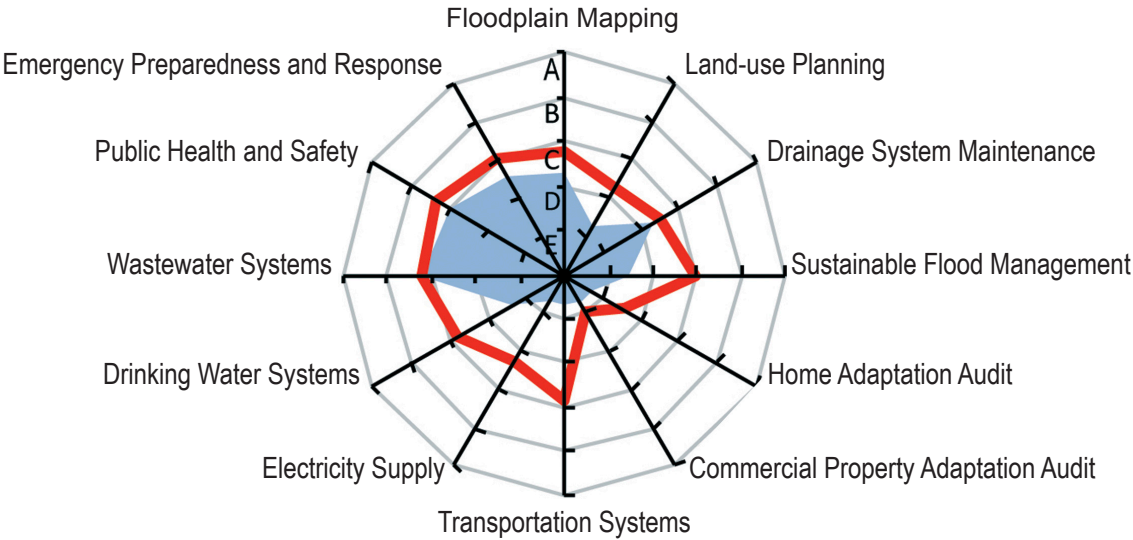 Floodplain Mapping
Emergency Preparedness and Response
Land-use Planning
A
B
Public Health and Safety
Drainage System Maintenance
C
D
E
Wastewater Systems
Sustainable Flood Management
Drinking Water Systems
Home Adaptation Audit
Electricity Supply
Commercial Property Adaptation Audit
Transportation Systems